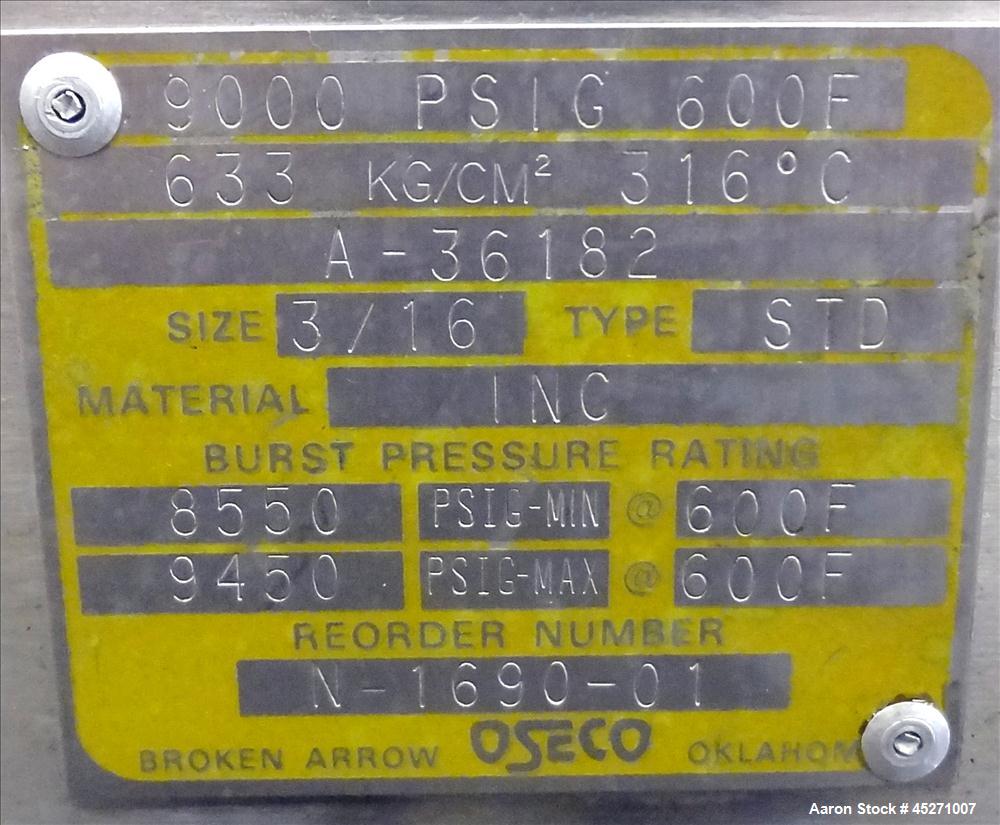 9000 PSIG 600F
633 KG/CM² 316°C
A-36182
SIZE 3/16 TYPE STD
MATERIAL INC
BURST PRESSURE RATING
8550 PSIG-MIN @ 600F
9450 PSIG-MAX @ 600F
REORDER NUMBER
N-1690-01
BROKEN ARROW OSECO OKLAHOM
Aaron Stock # 45271007